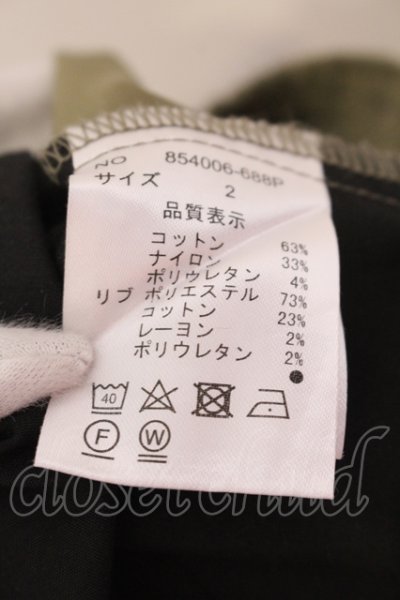 NO 854006-688P
サイズ 2
品質表示
コットン 63%
ナイロン 33%
ポリウレタン 4%
リブ ポリエステル 73%
コットン 23%
レーヨン 2%
ポリウレタン 2%
40
F W
closet child